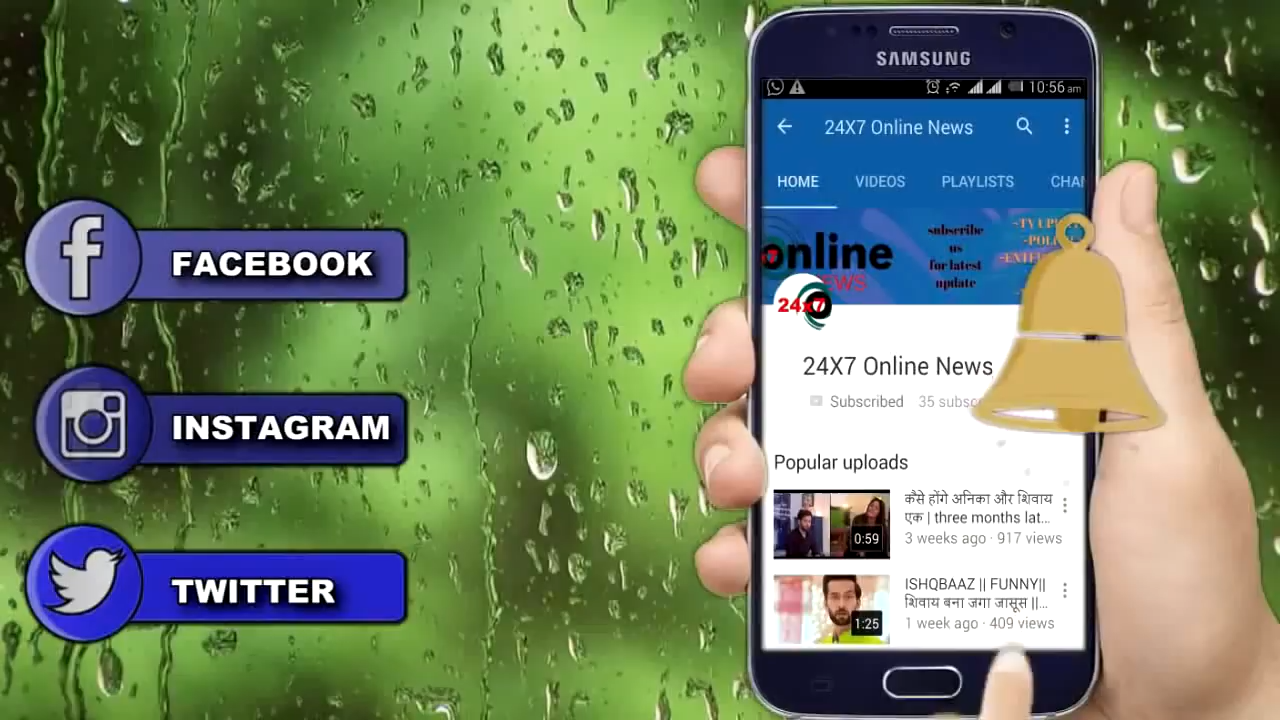 FACEBOOK
INSTAGRAM
TWITTER
SAMSUNG
10:56 am
24X7 Online News
HOME VIDEOS PLAYLISTS CHAN
online
NEWS
subscribe
us
for latest
update
24x7
24X7 Online News
Subscribed 35
Popular uploads
कैसे होंगे अनिका और शिवाय
एक | three months lat...
3 weeks ago · 917 views
0:59
ISHQBAAZ || FUNNY||
शिवाय बना जगा जासूस ||...
1 week ago · 409 views
1:25